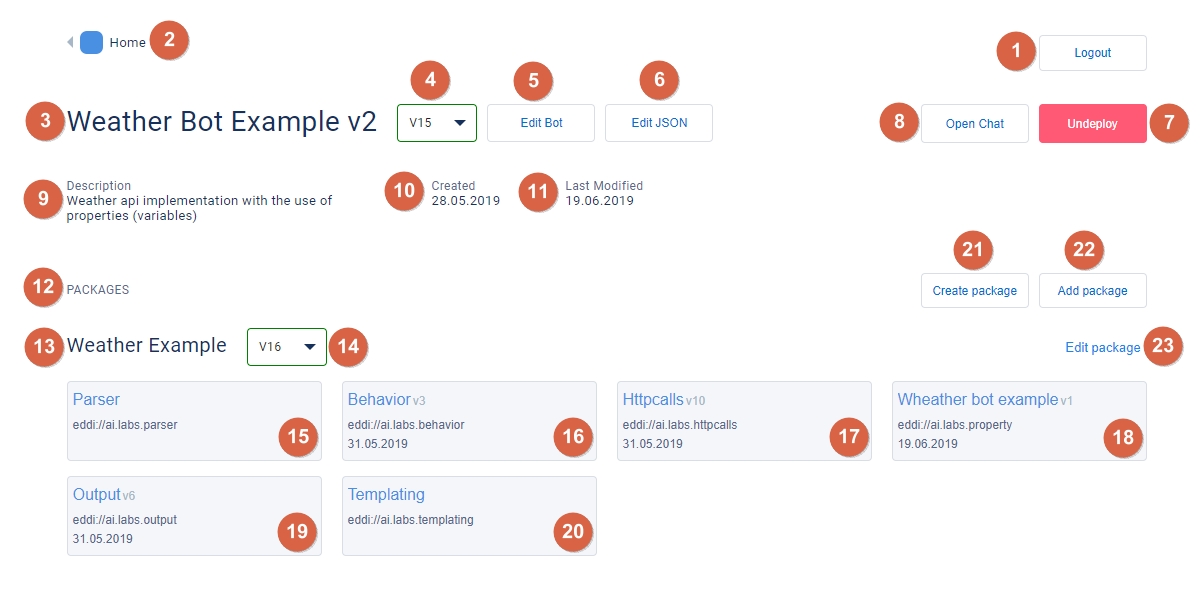 Home 2
1 Logout
4 5 6
3 Weather Bot Example v2 V15 Edit Bot Edit JSON 8 Open Chat Undeploy 7
9 Description 10 Created 11 Last Modified
Weather api implementation with the use of 28.05.2019 19.06.2019
properties (variables)
21 22
12 PACKAGES Create package Add package
13 Weather Example V16 14 Edit package 23
Parser Behavior v3 Httpcalls v10 Wheather bot example v1
eddi://ai.labs.parser eddi://ai.labs.behavior eddi://ai.labs.httpcalls eddi://ai.labs.property
15 31.05.2019 16 31.05.2019 17 19.06.2019 18
Output v6 Templating
eddi://ai.labs.output eddi://ai.labs.templating
31.05.2019 19 20